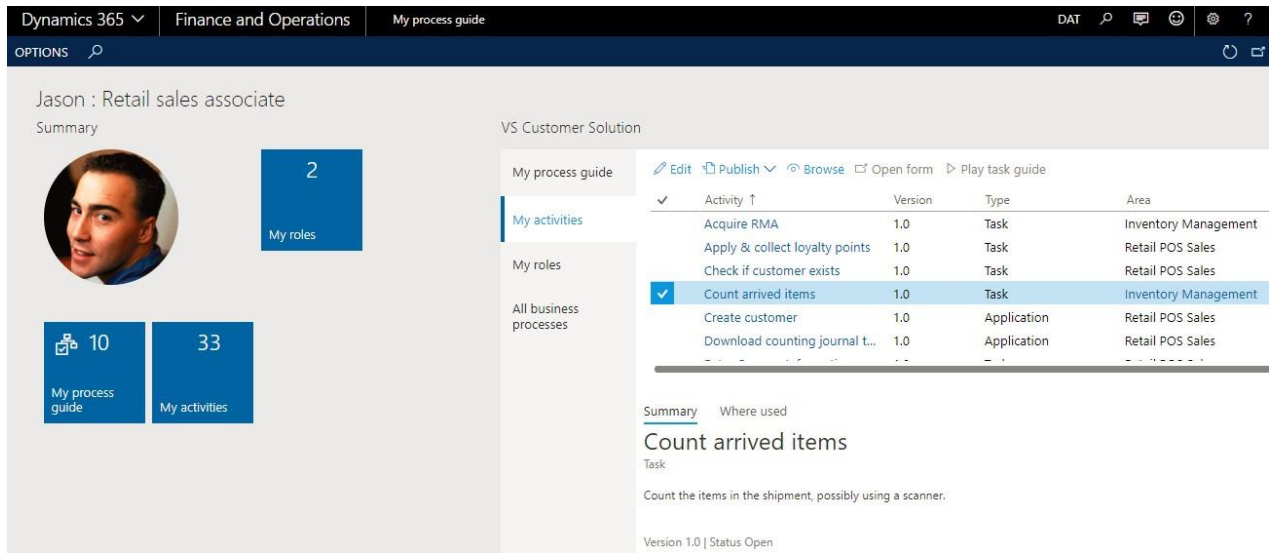 Dynamics 365 Finance and Operations My process guide DAT ?
OPTIONS
Jason : Retail sales associate
Summary
2
My roles
10
My process
guide
33
My activities
VS Customer Solution
My process guide
My activities
My roles
All business
processes
Edit Publish Browse Open form Play task guide
Activity ↑ Version Type Area
Acquire RMA 1.0 Task Inventory Management
Apply & collect loyalty points 1.0 Task Retail POS Sales
Check if customer exists 1.0 Task Retail POS Sales
Count arrived items 1.0 Task Inventory Management
Create customer 1.0 Application Retail POS Sales
Download counting journal t... 1.0 Application Retail POS Sales
Summary Where used
Count arrived items
Task
Count the items in the shipment, possibly using a scanner.
Version 1.0 | Status Open